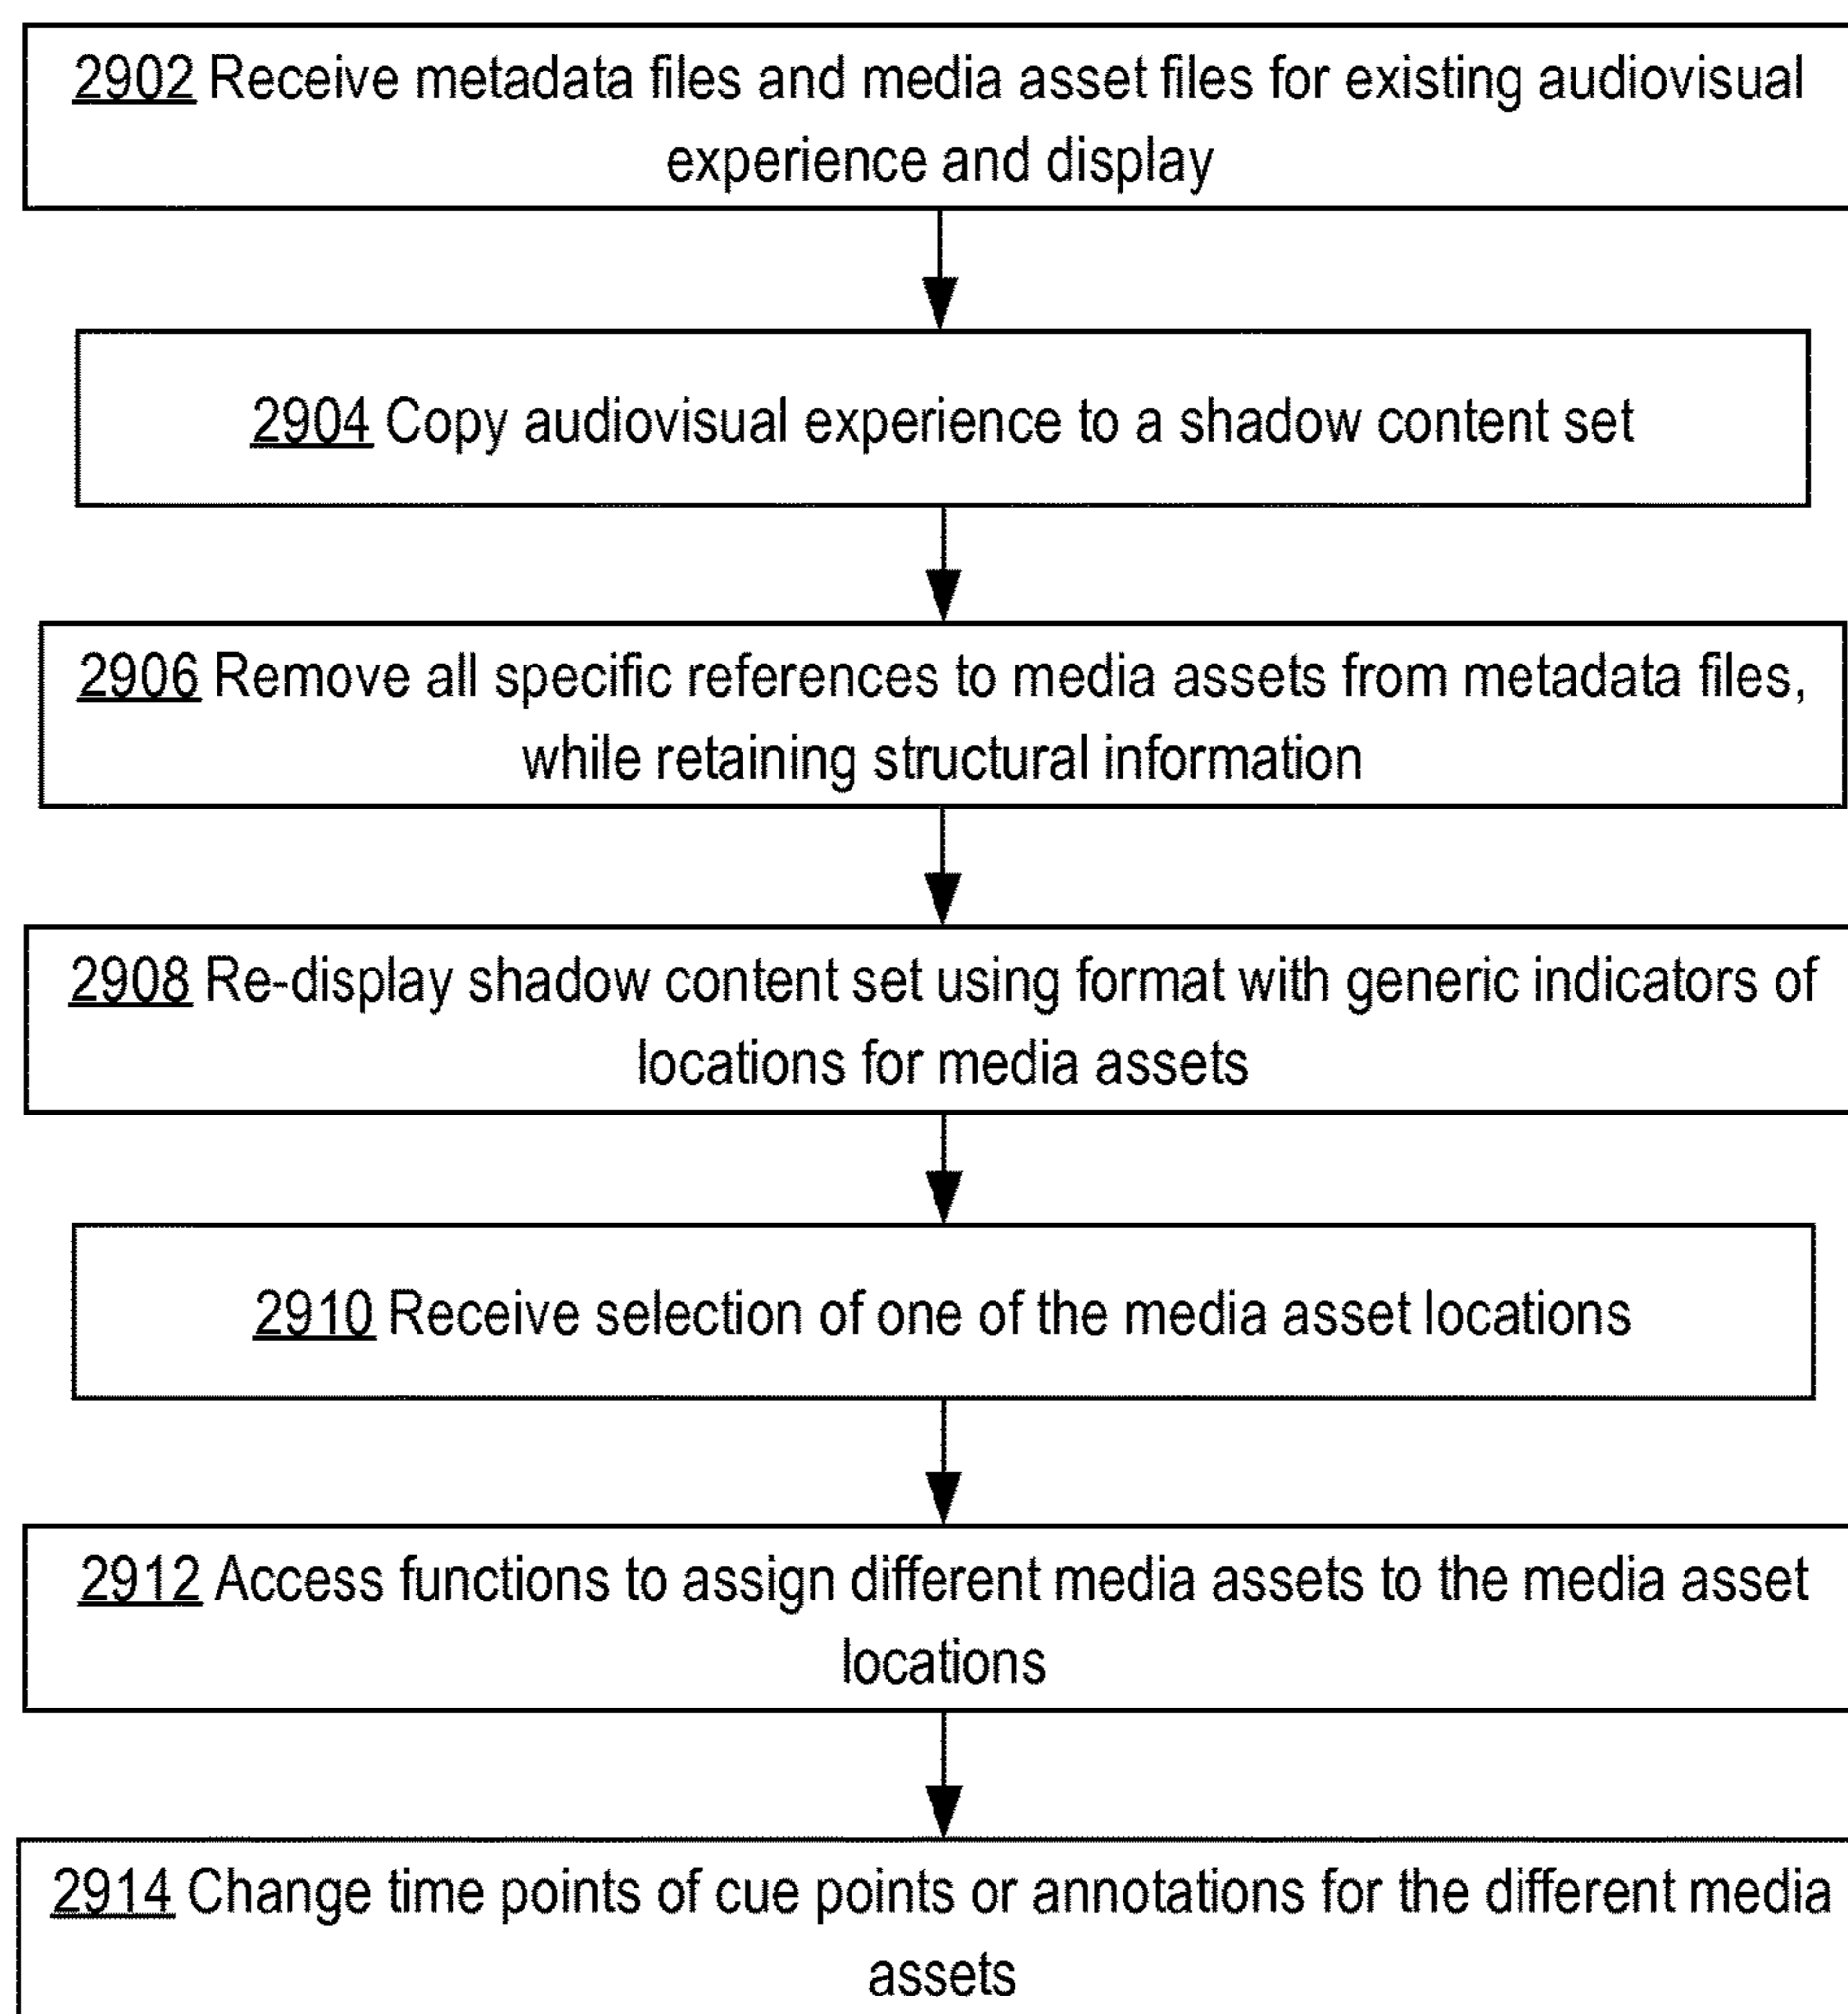 2902 Receive metadata files and media asset files for existing audiovisual
experience and display
2904 Copy audiovisual experience to a shadow content set
2906 Remove all specific references to media assets from metadata files,
while retaining structural information
2908 Re-display shadow content set using format with generic indicators of
locations for media assets
2910 Receive selection of one of the media asset locations
2912 Access functions to assign different media assets to the media asset
locations
2914 Change time points of cue points or annotations for the different media
assets